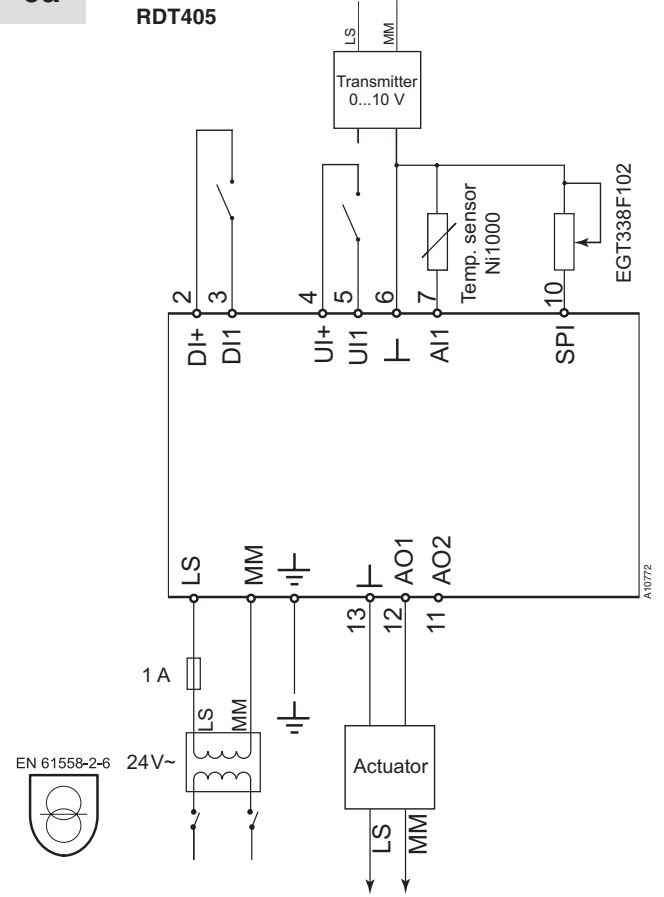 RDT405
LS
MM
Transmitter
0...10 V
Temp. sensor
Ni1000
EGT338F102
2
3
4
5
6
7
10
DI+
DI1
UI+
UI1
AI1
SPI
A10772
LS
MM
AO1
AO2
13
12
11
1 A
LS
MM
24V~
EN 61558-2-6
Actuator
LS
MM